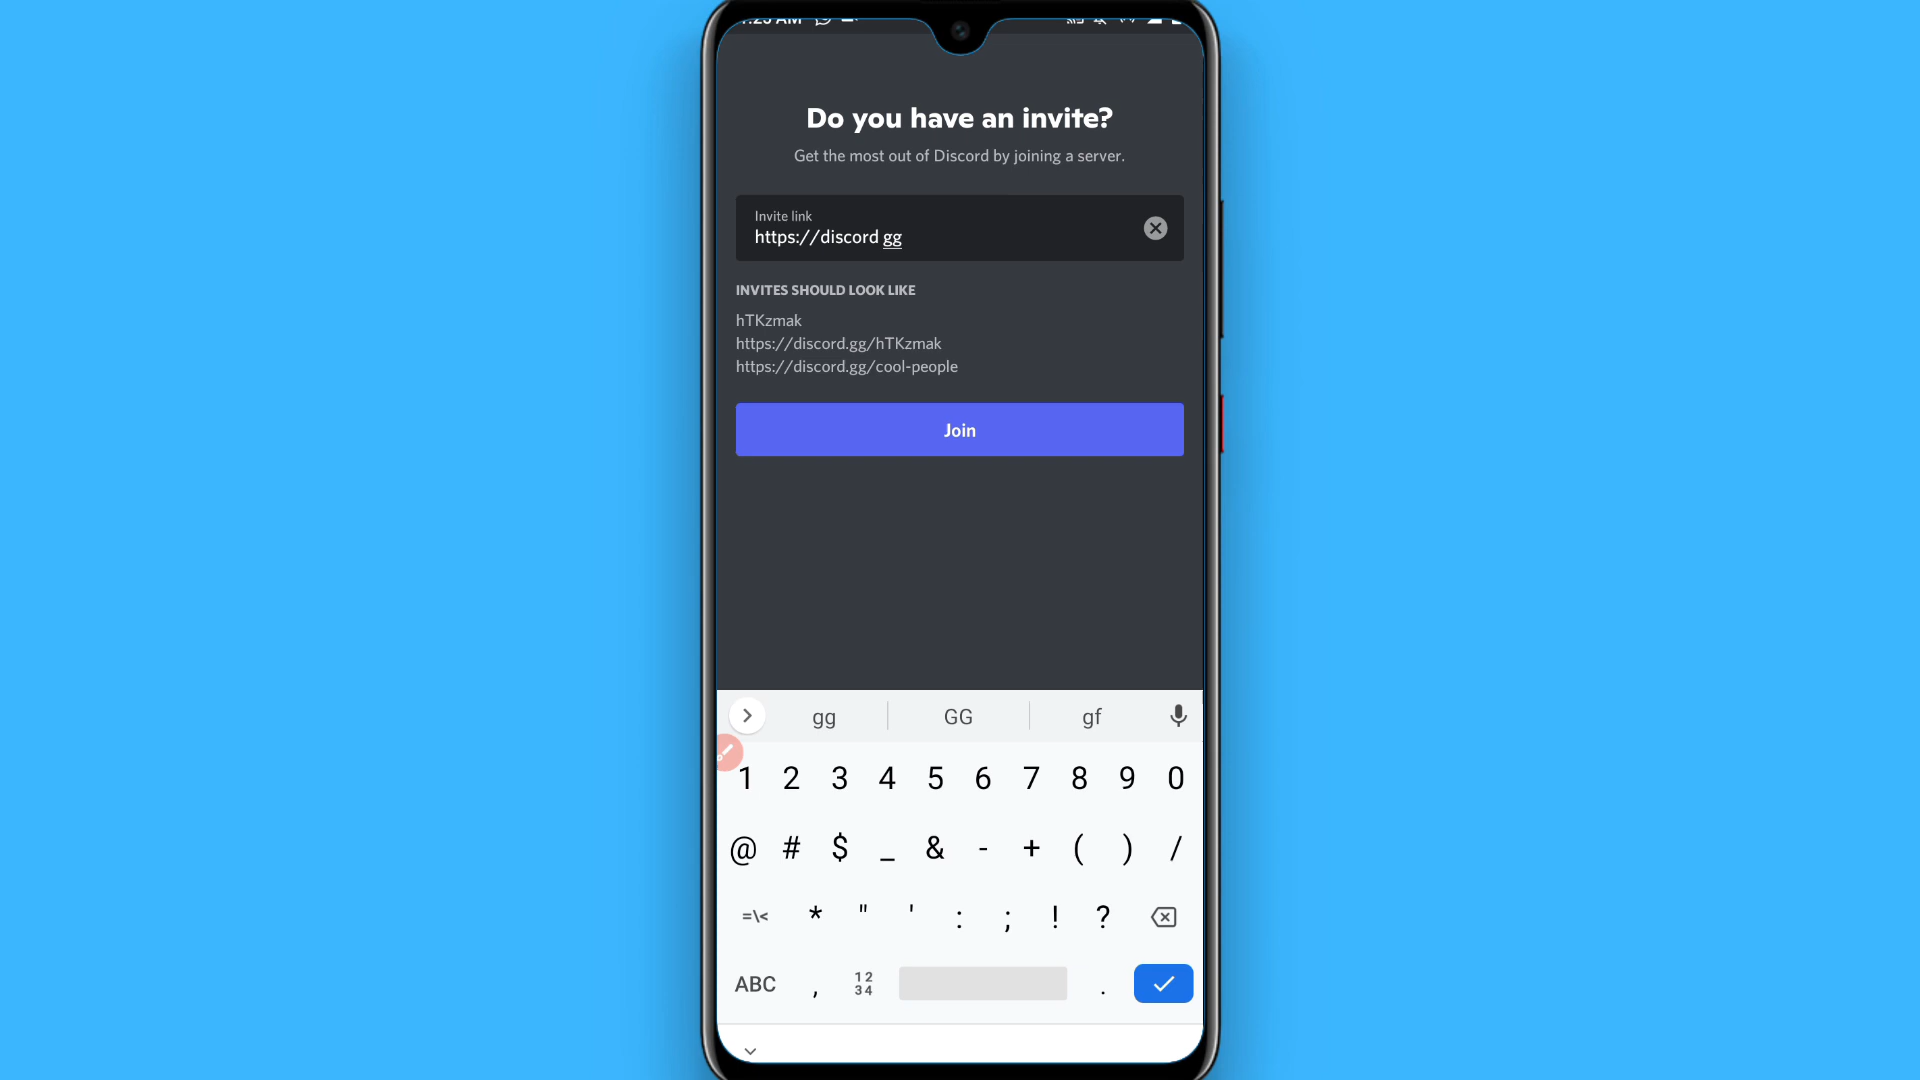 Do you have an invite?
Get the most out of Discord by joining a server.
Invite link
https://discord gg
INVITES SHOULD LOOK LIKE
hTKzmak
https://discord.gg/hTKzmak
https://discord.gg/cool-people
Join
gg GG gf
1 2 3 4 5 6 7 8 9 0
@ # $ _ & - + ( ) /
=\< * " ' : ; ! ?
ABC , 12 34 .